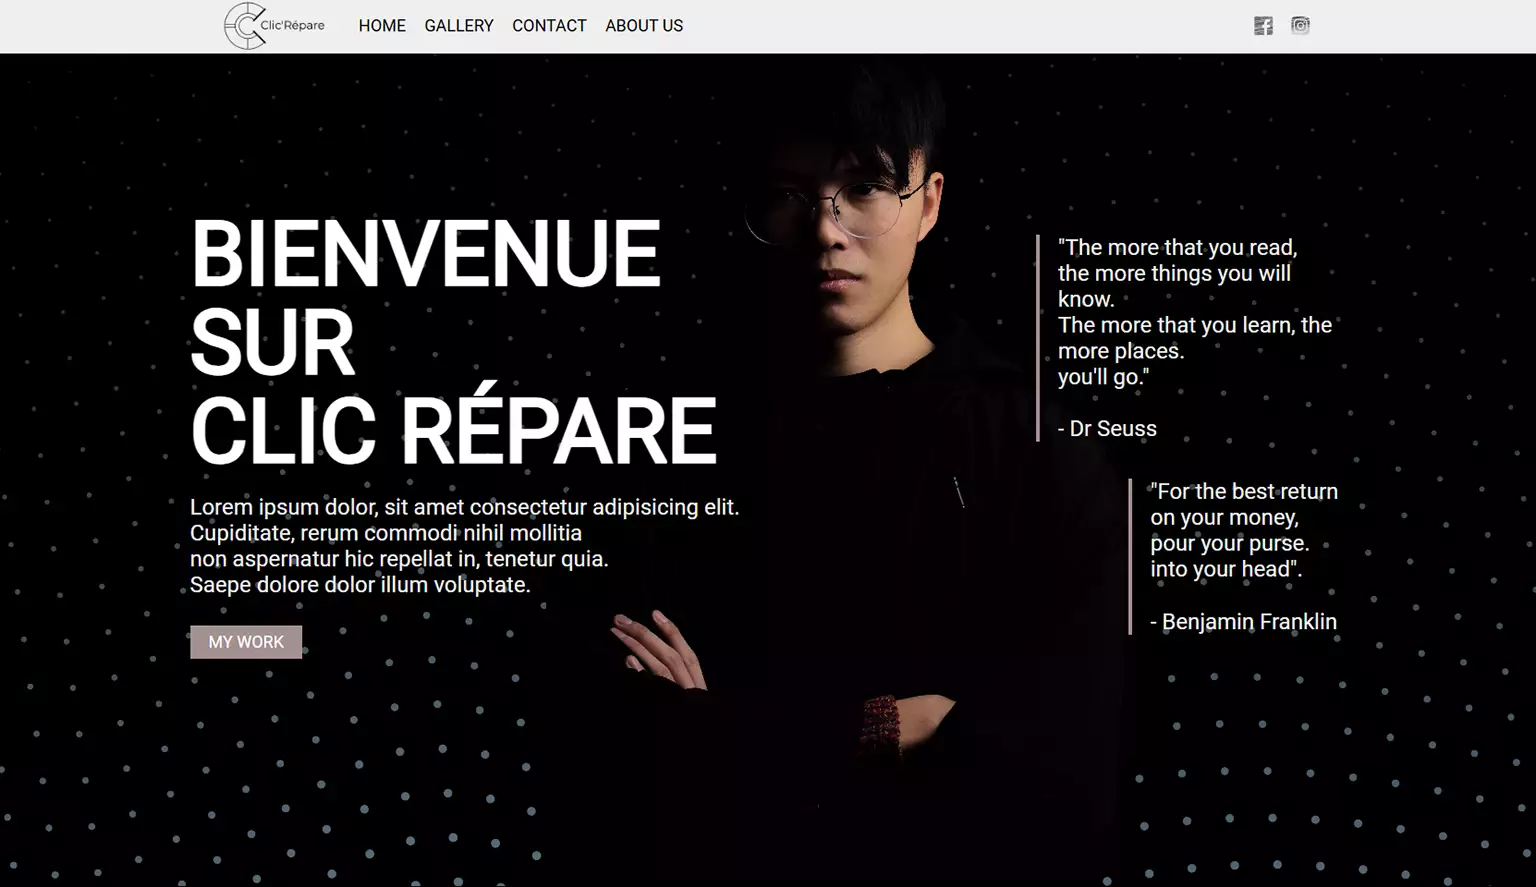 Clic'Répare
HOME GALLERY CONTACT ABOUT US
BIENVENUE
SUR
CLIC RÉPARE
Lorem ipsum dolor, sit amet consectetur adipisicing elit.
Cupiditate, rerum commodi nihil mollitia
non aspernatur hic repellat in, tenetur quia.
Saepe dolore dolor illum voluptate.
MY WORK
"The more that you read,
the more things you will
know.
The more that you learn, the
more places.
you'll go."
- Dr Seuss
"For the best return
on your money,
pour your purse.
into your head".
- Benjamin Franklin